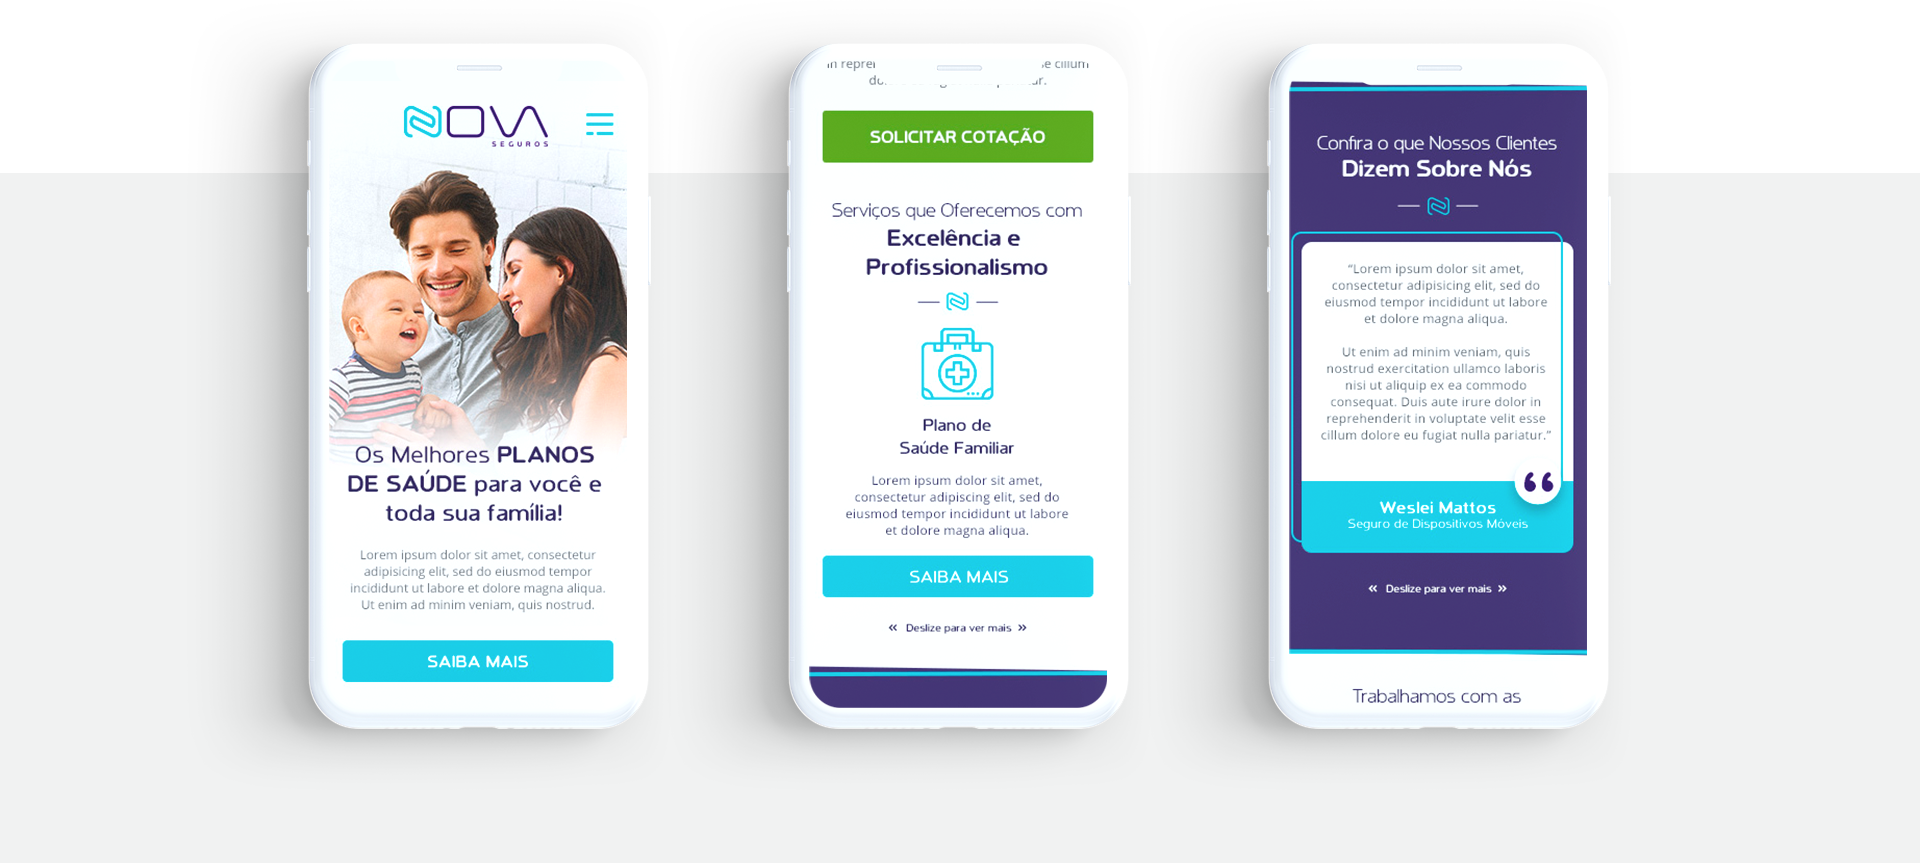 NOVA
SEGUROS
Os Melhores PLANOS
DE SAÚDE para você e
toda sua família!
Lorem ipsum dolor sit amet, consectetur
adipisicing elit, sed do eiusmod tempor
incididunt ut labore et dolore magna aliqua.
Ut enim ad minim veniam, quis nostrud.
SAIBA MAIS
in
cillum
SOLICITAR COTAÇÃO
Serviços que Oferecemos com
Excelência e
Profissionalismo
Plano de
Saúde Familiar
Lorem ipsum dolor sit amet,
consectetur adipiscing elit, sed do
eiusmod tempor incididunt ut labore
et dolore magna aliqua.
SAIBA MAIS
« Deslize para ver mais »
Confira o que Nossos Clientes
Dizem Sobre Nós
“Lorem ipsum dolor sit amet,
consectetur adipisicing elit, sed do
eiusmod tempor incididunt ut labore
et dolore magna aliqua.
Ut enim ad minim veniam, quis
nostrud exercitation ullamco laboris
nisi ut aliquip ex ea commodo
consequat. Duis aute irure dolor in
reprehenderit in voluptate velit esse
cillum dolore eu fugiat nulla pariatur.”
Weslei Mattos
Seguro de Dispositivos Móveis
« Deslize para ver mais »
Trabalhamos com as